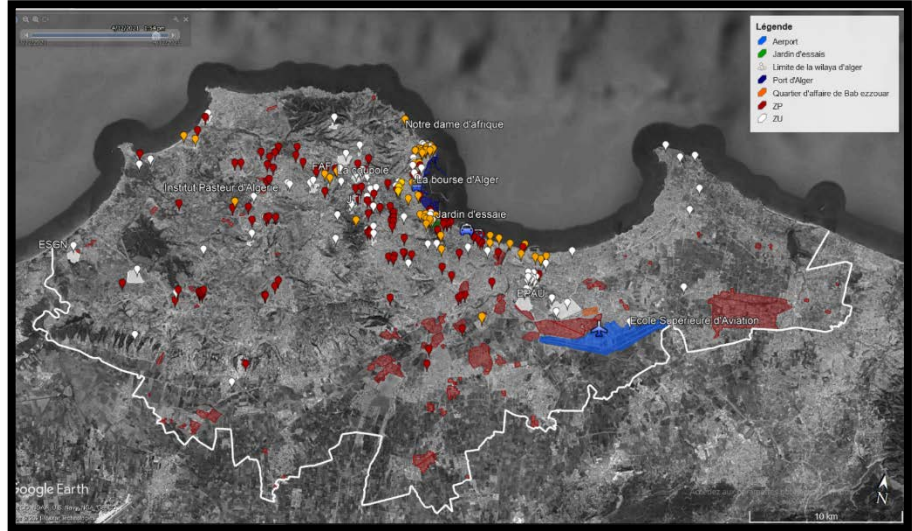 Légende
Aerport
Jardin d'essais
Limite de la wilaya d'alger
Port d'Alger
Quartier d'affaire de Bab ezzouar
ZP
ZU
Notre dame d'afrique
La coupole
La bourse d'Alger
Institut Pasteur d'Algerie
Jardin d'essaie
ESGN
EPAU
Ecole Supérieure d'Aviation
Google Earth
N
10 km